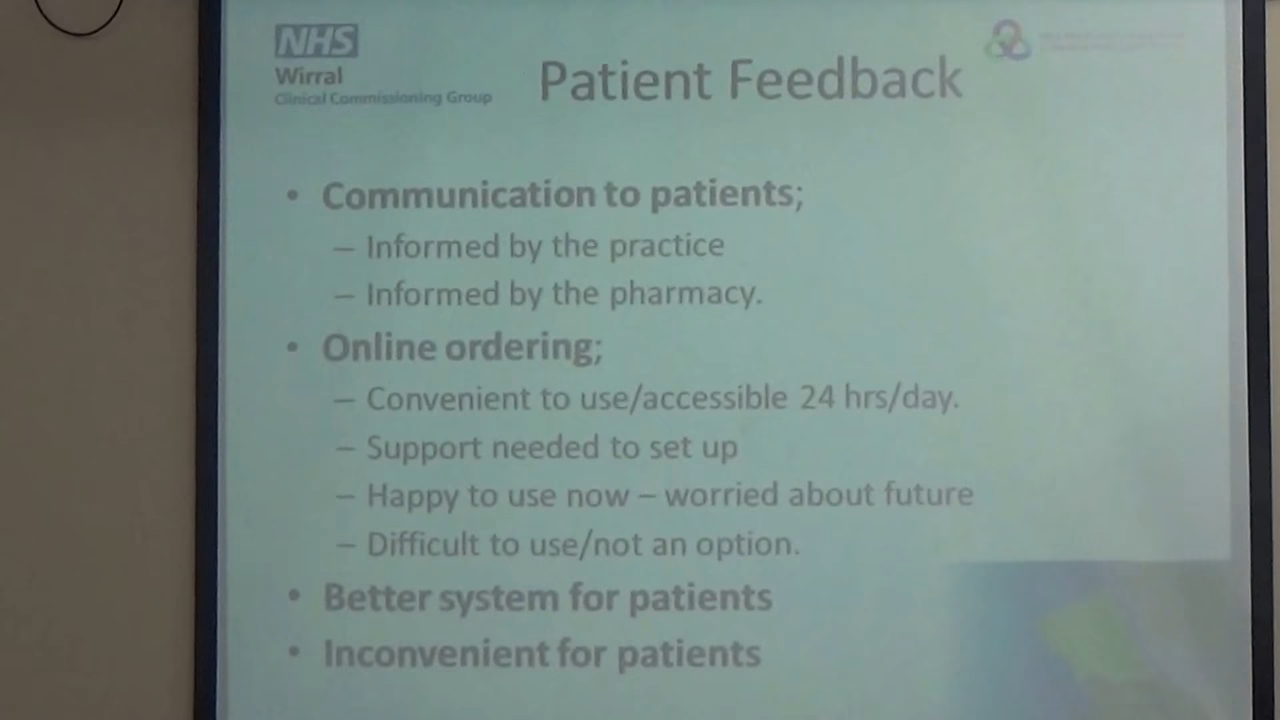 NHS
Wirral
Clinical Commissioning Group
Patient Feedback
• Communication to patients;
– Informed by the practice
– Informed by the pharmacy.
• Online ordering;
– Convenient to use/accessible 24 hrs/day.
– Support needed to set up
– Happy to use now – worried about future
– Difficult to use/not an option.
• Better system for patients
• Inconvenient for patients